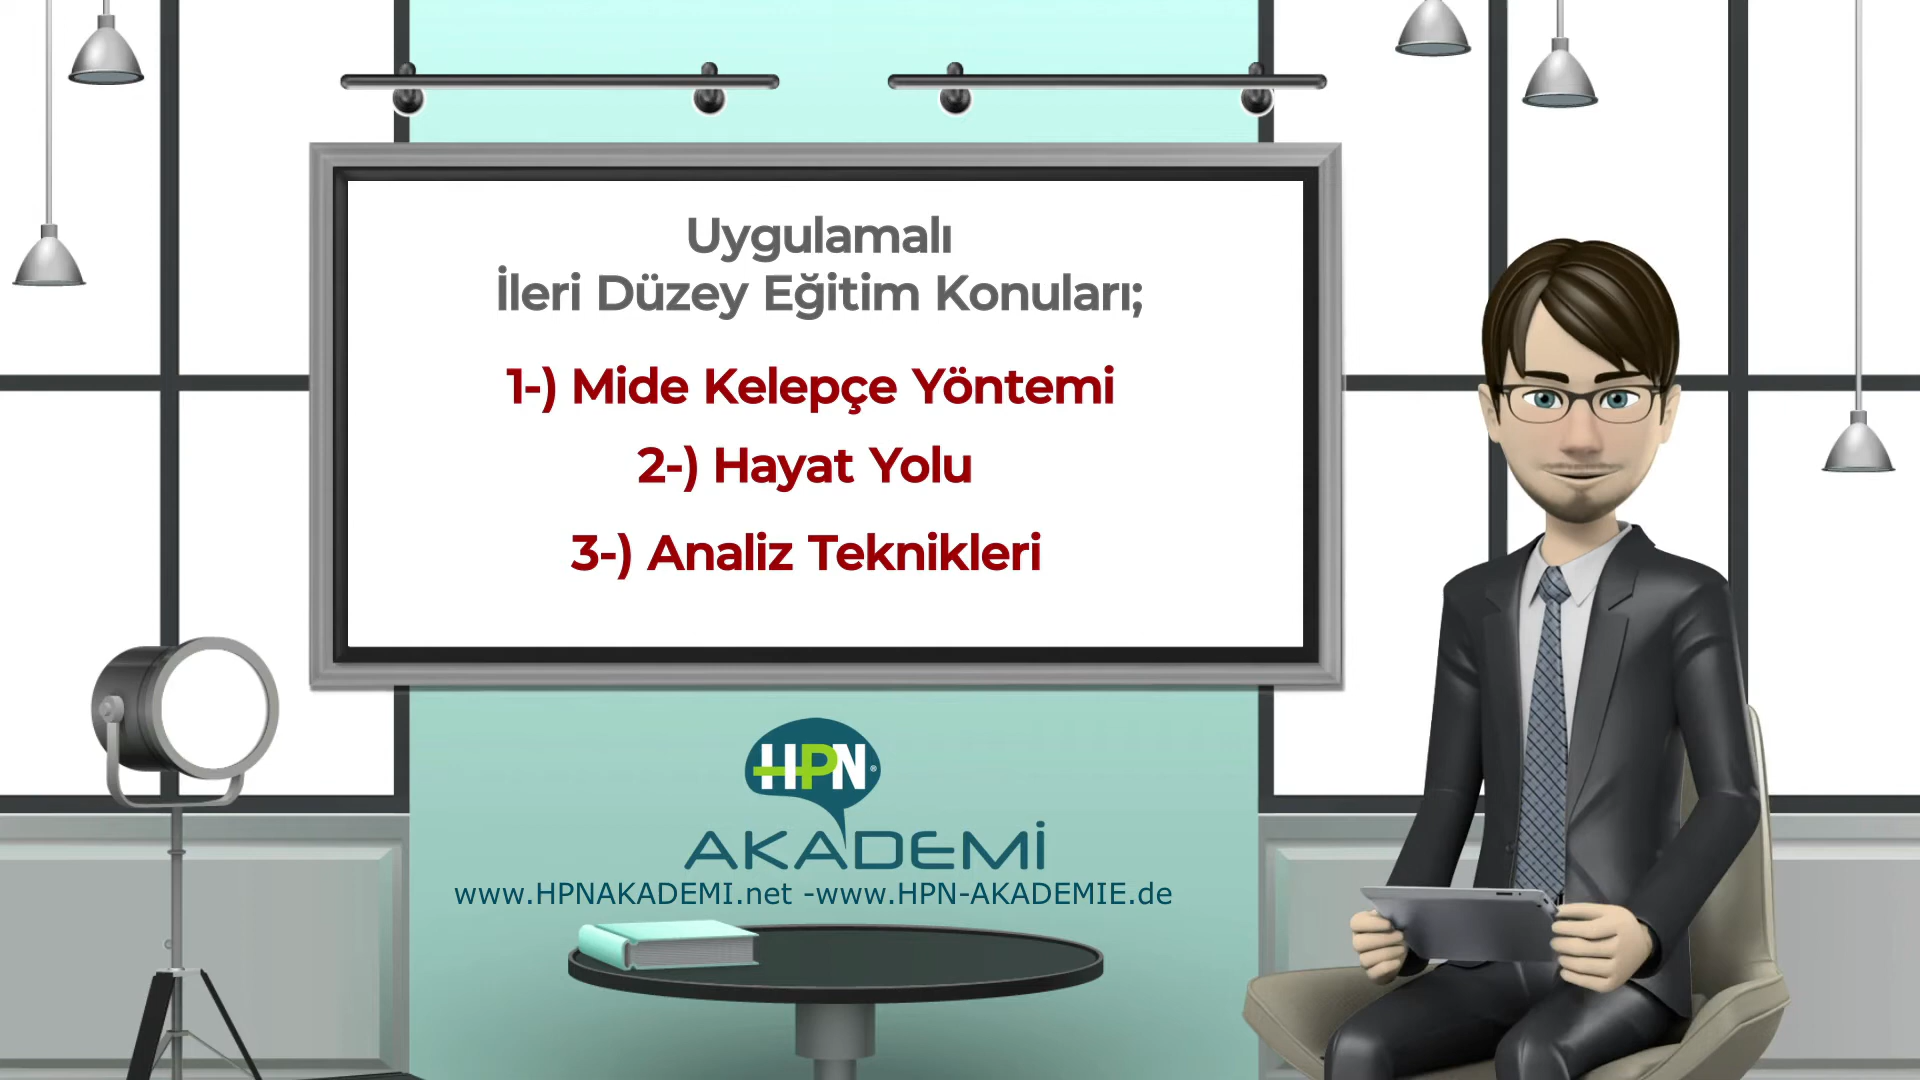 Uygulamalı
İleri Düzey Eğitim Konuları;
1-) Mide Kelepçe Yöntemi
2-) Hayat Yolu
3-) Analiz Teknikleri
HPN®
AKADEMİ
www.HPNAKADEMI.net -www.HPN-AKADEMIE.de